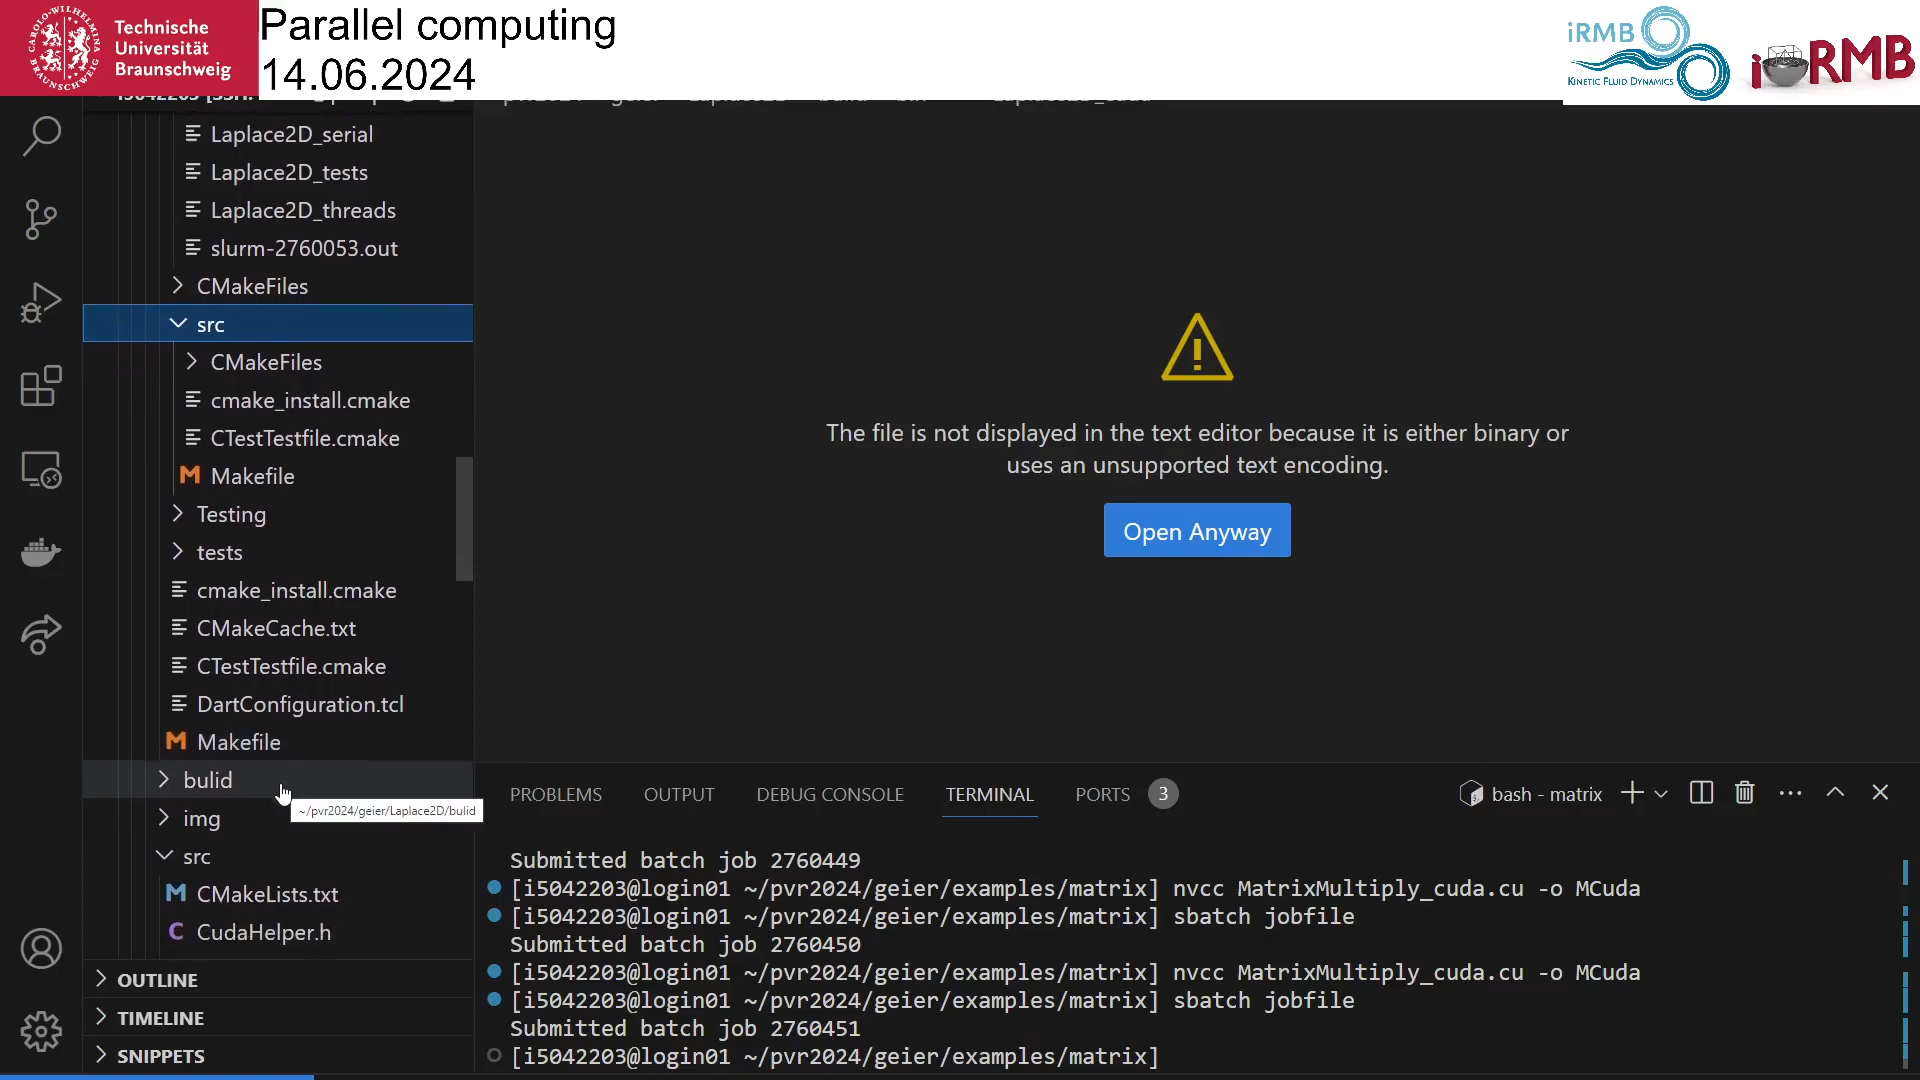 Technische
Universität
Braunschweig
CAROLO-WILHELMINA
Parallel computing
14.06.2024
iRMB
KINETIC FLUID DYNAMICS
iRMB
Laplace2D_serial
Laplace2D_tests
Laplace2D_threads
slurm-2760053.out
CMakeFiles
src
CMakeFiles
cmake_install.cmake
CTestTestfile.cmake
Makefile
Testing
tests
cmake_install.cmake
CMakeCache.txt
CTestTestfile.cmake
DartConfiguration.tcl
Makefile
bulid
~/pvr2024/geier/Laplace2D/bulid
img
src
CMakeLists.txt
CudaHelper.h
OUTLINE
TIMELINE
SNIPPETS
The file is not displayed in the text editor because it is either binary or
uses an unsupported text encoding.
Open Anyway
PROBLEMS OUTPUT DEBUG CONSOLE TERMINAL PORTS 3 bash - matrix
Submitted batch job 2760449
[i5042203@login01 ~/pvr2024/geier/examples/matrix] nvcc MatrixMultiply_cuda.cu -o MCuda
[i5042203@login01 ~/pvr2024/geier/examples/matrix] sbatch jobfile
Submitted batch job 2760450
[i5042203@login01 ~/pvr2024/geier/examples/matrix] nvcc MatrixMultiply_cuda.cu -o MCuda
[i5042203@login01 ~/pvr2024/geier/examples/matrix] sbatch jobfile
Submitted batch job 2760451
[i5042203@login01 ~/pvr2024/geier/examples/matrix]